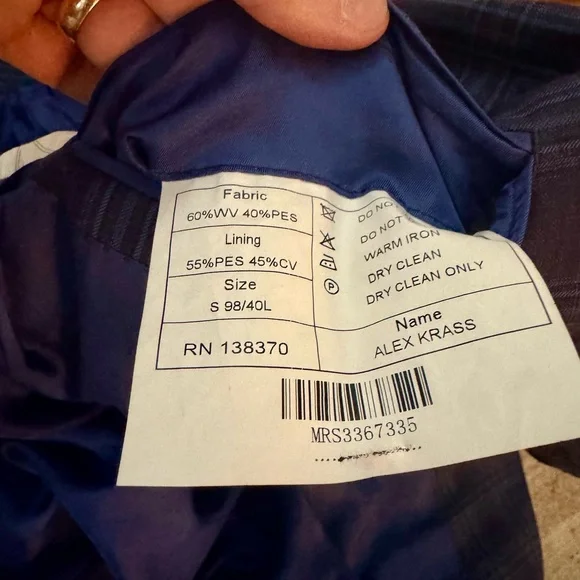 Fabric
60%WV 40%PES
Lining
55%PES 45%CV
Size
S 98/40L
RN 138370
DO NO
DO NOT
WARM IRON
DRY CLEAN
DRY CLEAN ONLY
P
Name
ALEX KRASS
MRS3367335